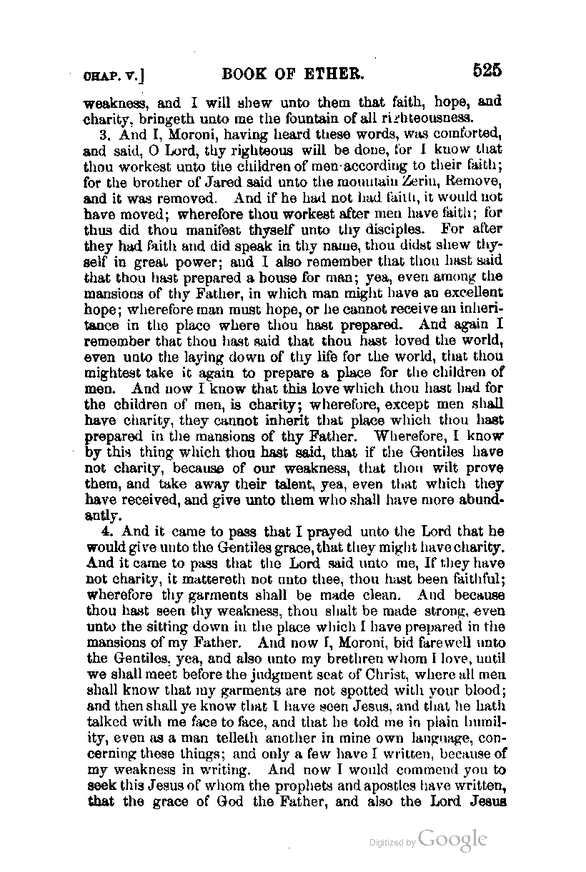 CHAP. V.] BOOK OF ETHER. 525
weakness, and I will shew unto them that faith, hope, and
charity, bringeth unto me the fountain of all righteousness.
3. And I, Moroni, having heard these words, was comforted,
and said, O Lord, thy righteous will be done, for I know that
thou workest unto the children of men according to their faith;
for the brother of Jared said unto the mountain Zerin, Remove,
and it was removed. And if he had not had faith, it would not
have moved; wherefore thou workest after men have faith; for
thus did thou manifest thyself unto thy disciples. For after
they had faith and did speak in thy name, thou didst shew thy-
self in great power; and I also remember that thou hast said
that thou hast prepared a house for man; yea, even among the
mansions of thy Father, in which man might have an excellent
hope; wherefore man must hope, or he cannot receive an inheri-
tance in the place where thou hast prepared. And again I
remember that thou hast said that thou hast loved the world,
even unto the laying down of thy life for the world, that thou
mightest take it again to prepare a place for the children of
men. And now I know that this love which thou hast had for
the children of men, is charity; wherefore, except men shall
have charity, they cannot inherit that place which thou hast
prepared in the mansions of thy Father. Wherefore, I know
by this thing which thou hast said, that if the Gentiles have
not charity, because of our weakness, that thou wilt prove
them, and take away their talent, yea, even that which they
have received, and give unto them who shall have more abund-
antly.
4. And it came to pass that I prayed unto the Lord that he
would give unto the Gentiles grace, that they might have charity.
And it came to pass that the Lord said unto me, If they have
not charity, it mattereth not unto thee, thou hast been faithful;
wherefore thy garments shall be made clean. And because
thou hast seen thy weakness, thou shalt be made strong, even
unto the sitting down in the place which I have prepared in the
mansions of my Father. And now I, Moroni, bid farewell unto
the Gentiles, yea, and also unto my brethren whom I love, until
we shall meet before the judgment seat of Christ, where all men
shall know that my garments are not spotted with your blood;
and then shall ye know that I have seen Jesus, and that he hath
talked with me face to face, and that he told me in plain humil-
ity, even as a man telleth another in mine own language, con-
cerning these things; and only a few have I written, because of
my weakness in writing. And now I would commend you to
seek this Jesus of whom the prophets and apostles have written,
that the grace of God the Father, and also the Lord Jesus
Digitized by Google